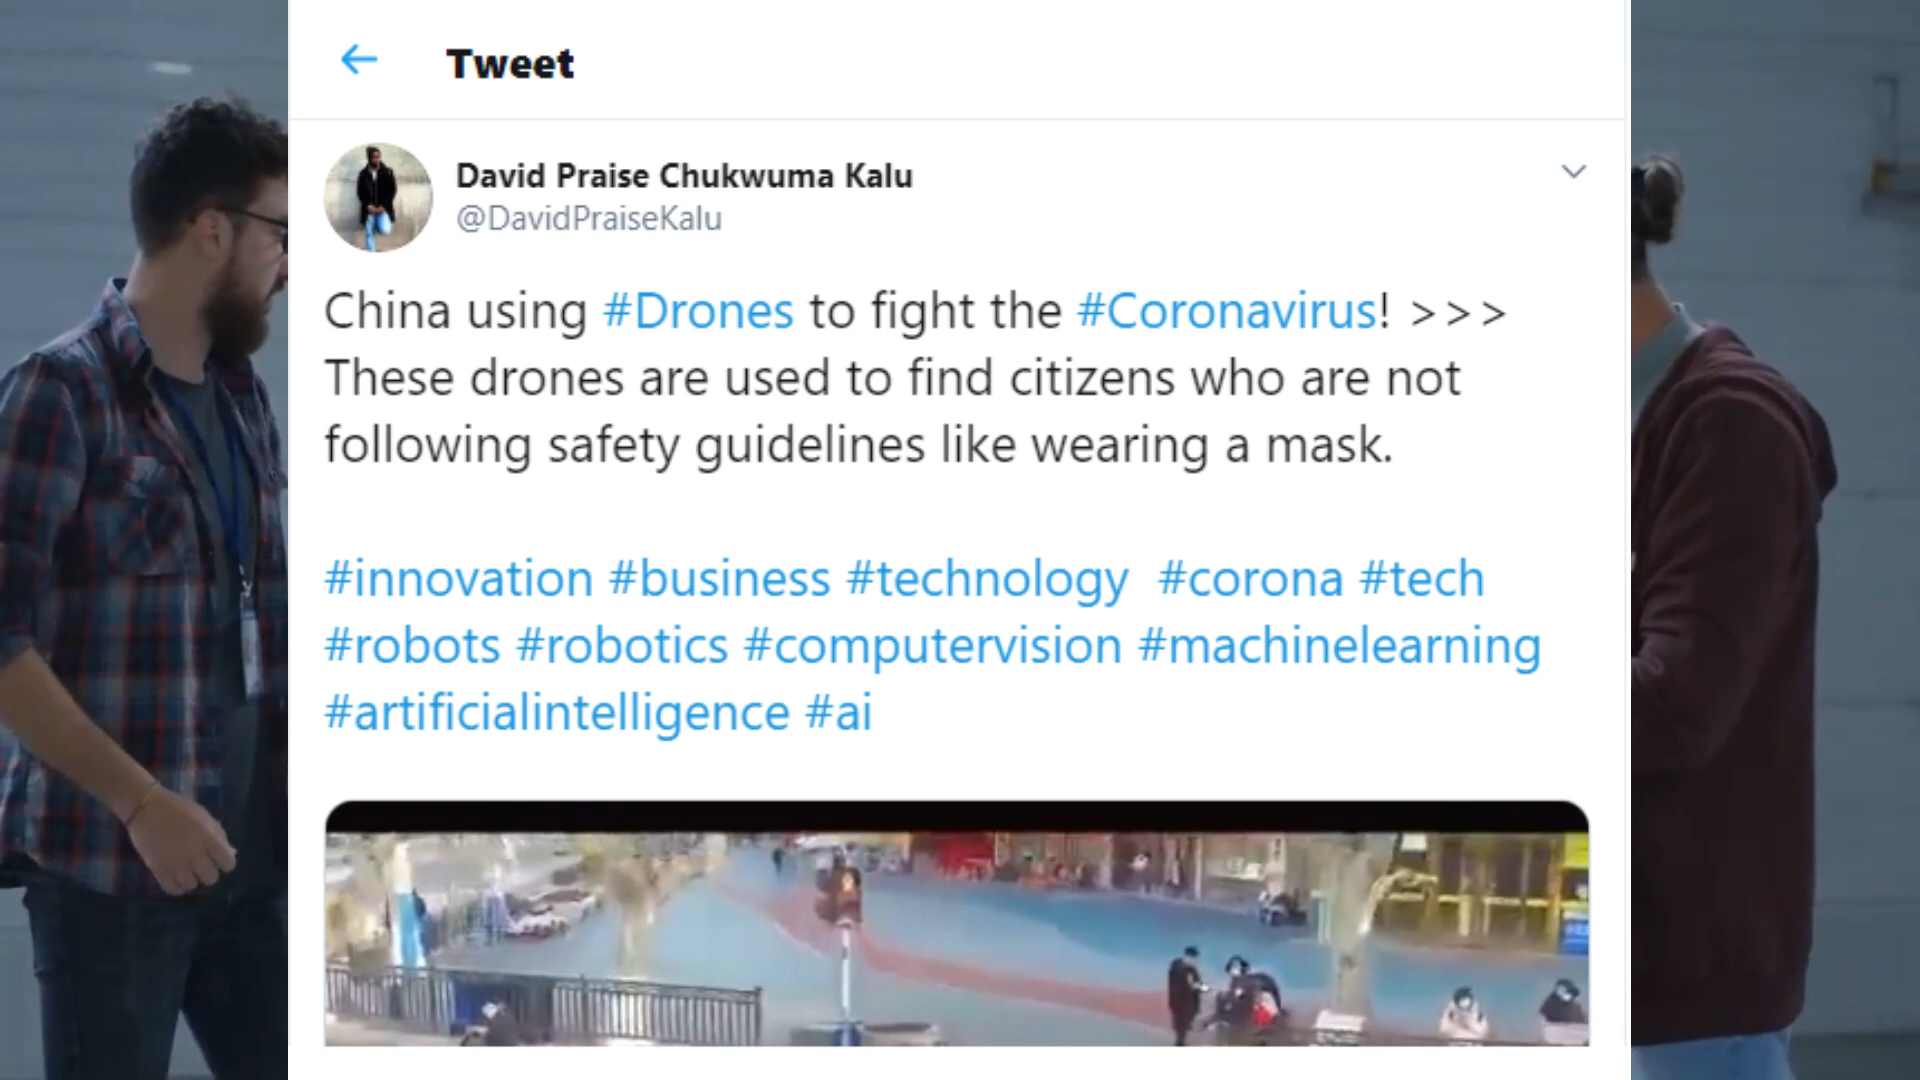 Tweet
David Praise Chukwuma Kalu
@DavidPraiseKalu
China using #Drones to fight the #Coronavirus! >>>
These drones are used to find citizens who are not
following safety guidelines like wearing a mask.
#innovation #business #technology #corona #tech
#robots #robotics #computervision #machinelearning
#artificialintelligence #ai